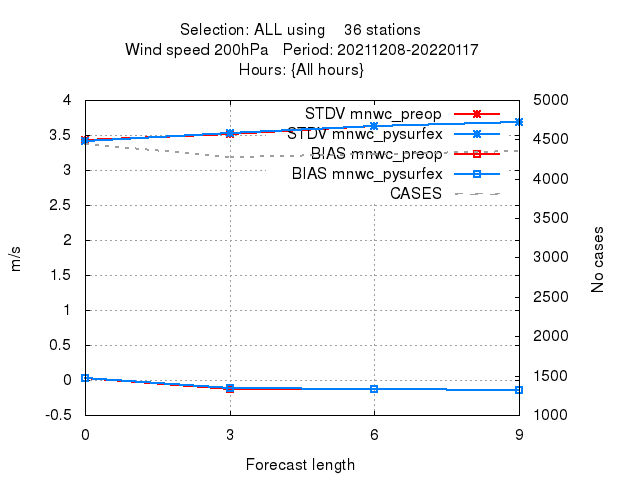 Selection: ALL using    36 stations
Wind speed 200hPa   Period: 20211208-20220117
Hours: {All hours}
STDV mnwc_preop
STDV mnwc_pysurfex
BIAS mnwc_preop
BIAS mnwc_pysurfex
CASES
4
3.5
3
2.5
2
1.5
1
0.5
0
-0.5
m/s
5000
4500
4000
3500
3000
2500
2000
1500
1000
No cases
0 3 6 9
Forecast length